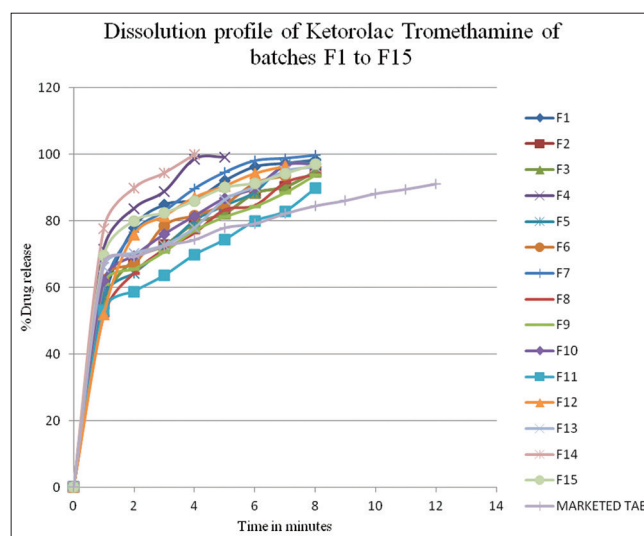 Dissolution profile of Ketorolac Tromethamine of
batches F1 to F15
120
100
80
60
40
20
0
% Drug release
0 2 4 6 8 10 12 14
Time in minutes
F1
F2
F3
F4
F5
F6
F7
F8
F9
F10
F11
F12
F13
F14
F15
MARKETED TAB